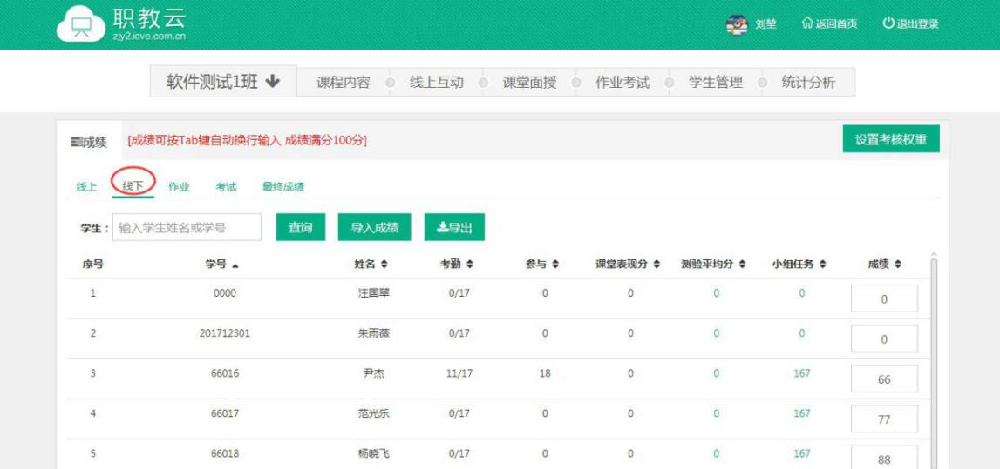 职教云
zjy2.icve.com.cn
刘堃 返回首页 退出登录
软件测试1班 课程内容 线上互动 课堂面授 作业考试 学生管理 统计分析
成绩 [成绩可按Tab键自动换行输入 成绩满分100分] 设置考核权重
线上 线下 作业 考试 最终成绩
学生： 输入学生姓名或学号 查询 导入成绩 导出
序号 学号 姓名 考勤 参与 课堂表现分 测验平均分 小组任务 成绩
1 0000 汪国翠 0/17 0 0 0 0 0
2 201712301 朱雨薇 0/17 0 0 0 0 0
3 66016 尹杰 11/17 18 0 0 167 66
4 66017 范光乐 0/17 0 0 0 167 77
5 66018 杨晓飞 0/17 0 0 0 167 88